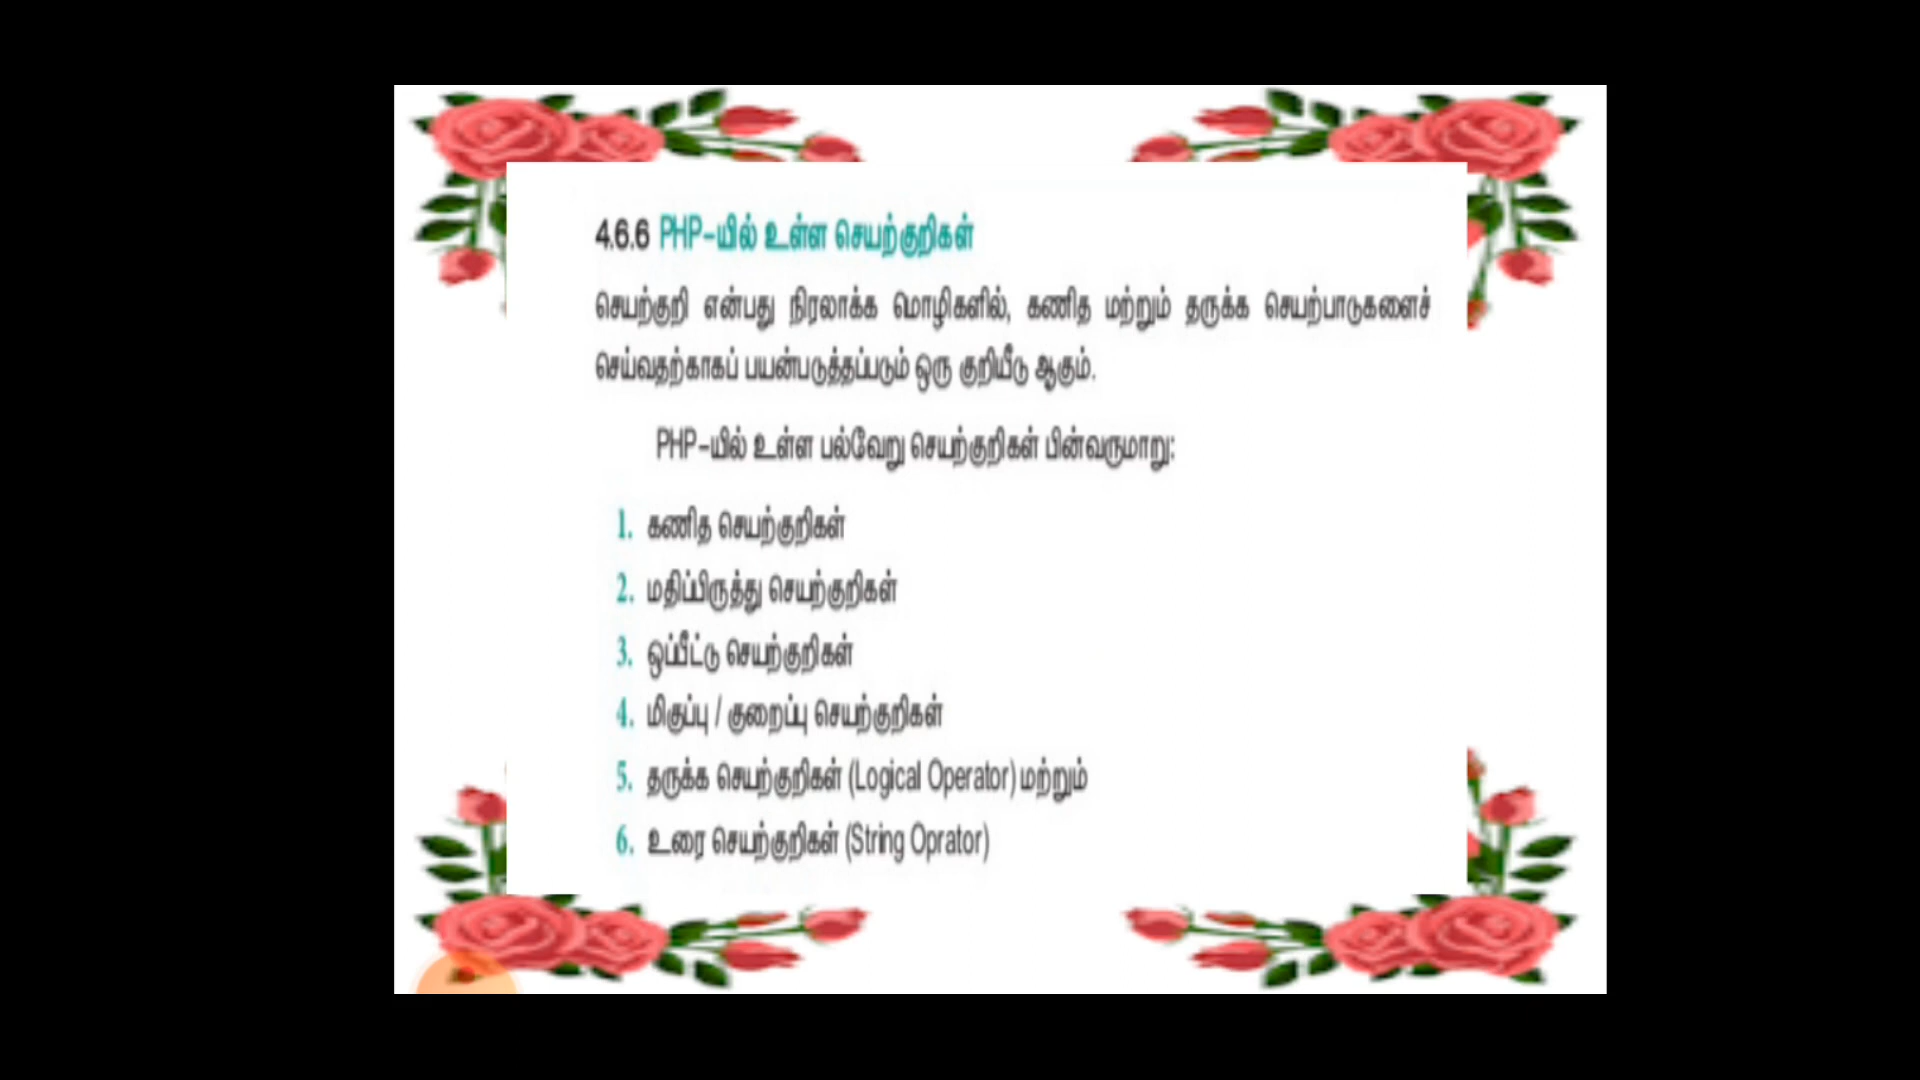 4.6.6 PHP-யில் உள்ள செயற்குறிகள்
செயற்குறி என்பது நிரலாக்க மொழிகளில், கணித மற்றும் தருக்க செயற்பாடுகளைச்
செய்வதற்காகப் பயன்படுத்தப்படும் ஒரு குறியீடு ஆகும்.
PHP-யில் உள்ள பல்வேறு செயற்குறிகள் பின்வருமாறு:
1. கணித செயற்குறிகள்
2. மதிப்பிருத்து செயற்குறிகள்
3. ஒப்பீட்டு செயற்குறிகள்
4. மிகுப்பு / குறைப்பு செயற்குறிகள்
5. தருக்க செயற்குறிகள் (Logical Operator) மற்றும்
6. உரை செயற்குறிகள் (String Oprator)